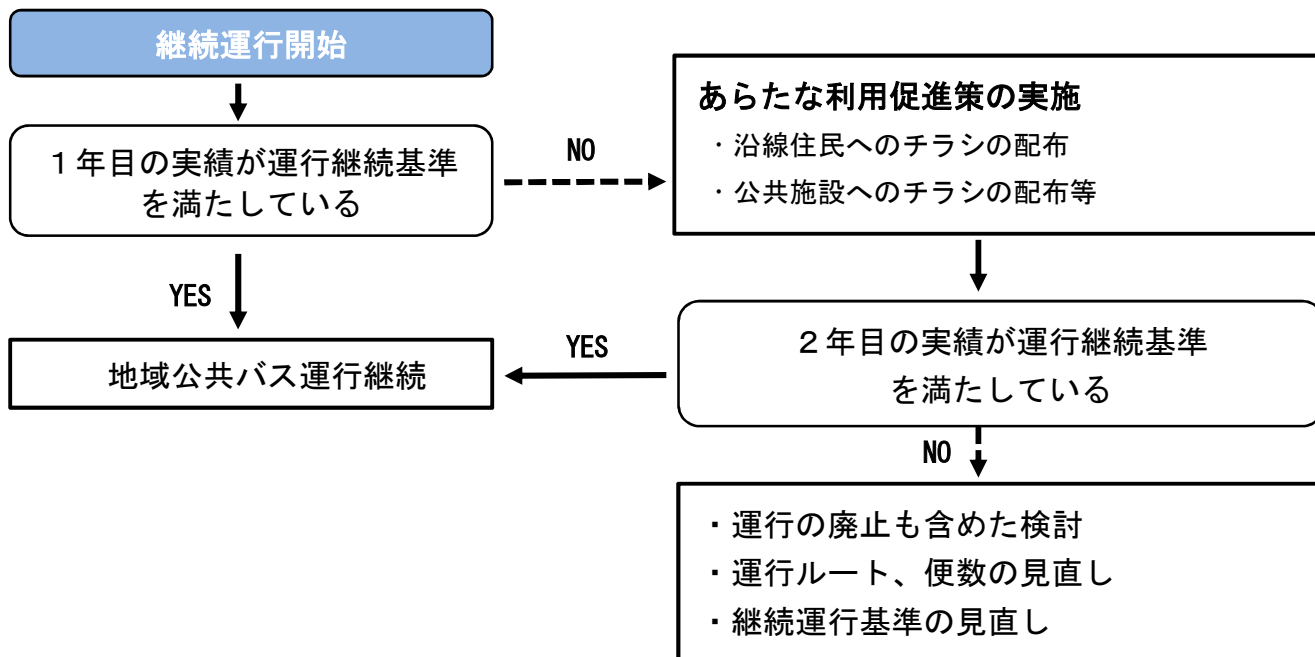 継続運行開始
１年目の実績が運行継続基準
を満たしている
NO
あらたな利用促進策の実施
・沿線住民へのチラシの配布
・公共施設へのチラシの配布等
YES
地域公共バス運行継続
YES
２年目の実績が運行継続基準
を満たしている
NO
・運行の廃止も含めた検討
・運行ルート、便数の見直し
・継続運行基準の見直し